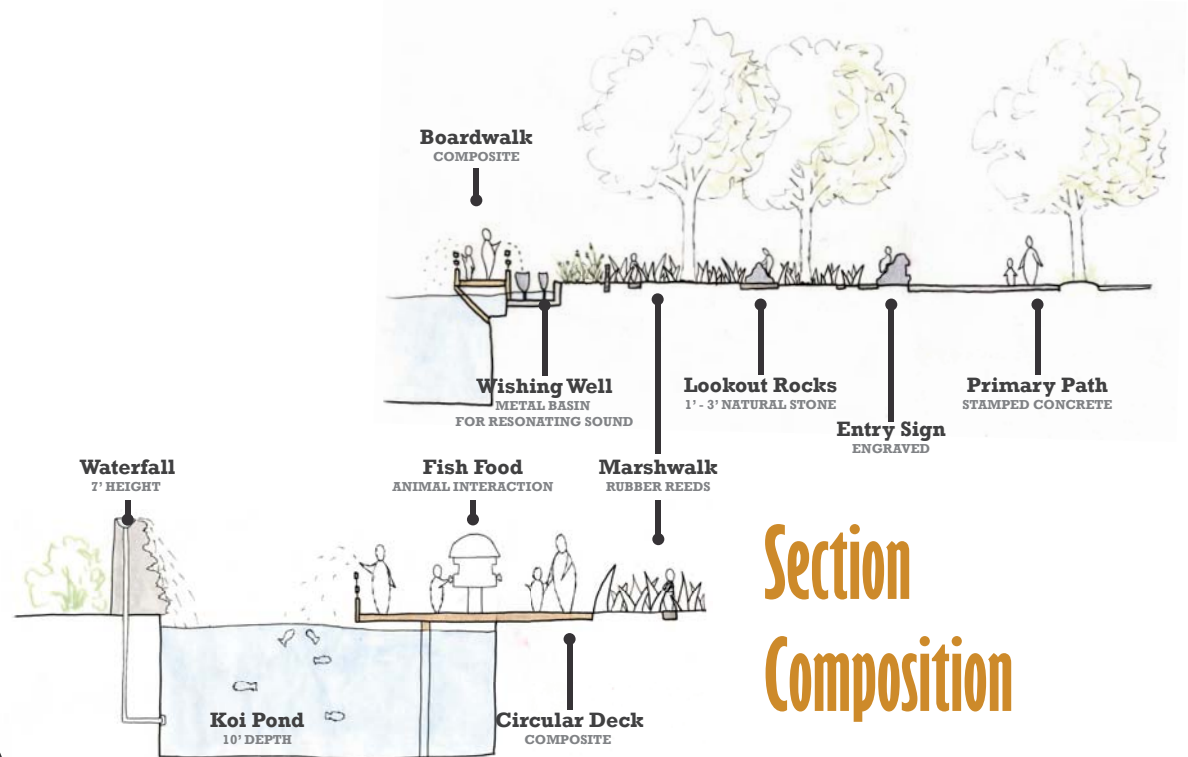 Boardwalk
COMPOSITE
Wishing Well
METAL BASIN
FOR RESONATING SOUND
Lookout Rocks
1' - 3' NATURAL STONE
Primary Path
STAMPED CONCRETE
Entry Sign
ENGRAVED
Waterfall
7' HEIGHT
Fish Food
ANIMAL INTERACTION
Marshwalk
RUBBER REEDS
Section
Composition
Koi Pond
10' DEPTH
Circular Deck
COMPOSITE